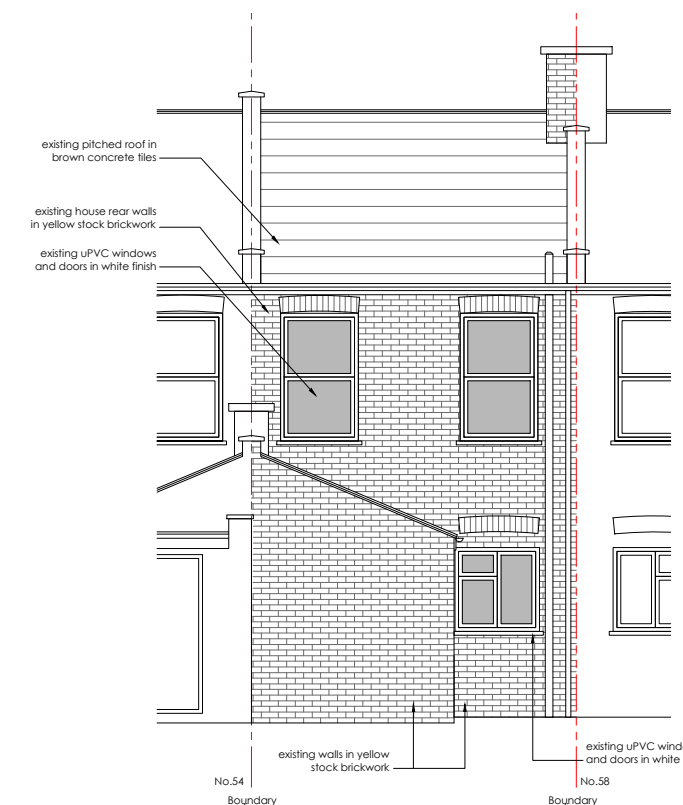 existing pitched roof in
brown concrete tiles
existing house rear walls
in yellow stock brickwork
existing uPVC windows
and doors in white finish
existing walls in yellow
stock brickwork
existing uPVC wind
and doors in white
No.54
Boundary
No.58
Boundary